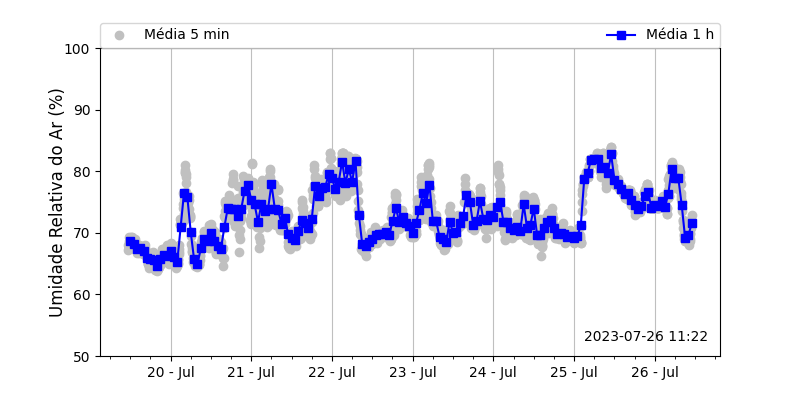 Média 5 min
Média 1 h
100
90
80
70
60
50
Umidade Relativa do Ar (%)
2023-07-26 11:22
20 - Jul
21 - Jul
22 - Jul
23 - Jul
24 - Jul
25 - Jul
26 - Jul